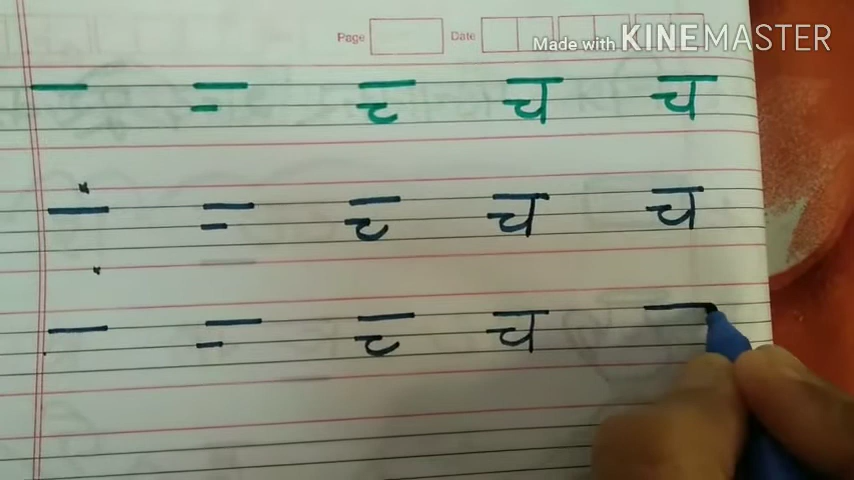 Page Date
Made with KINEMASTER
च च
च च
च